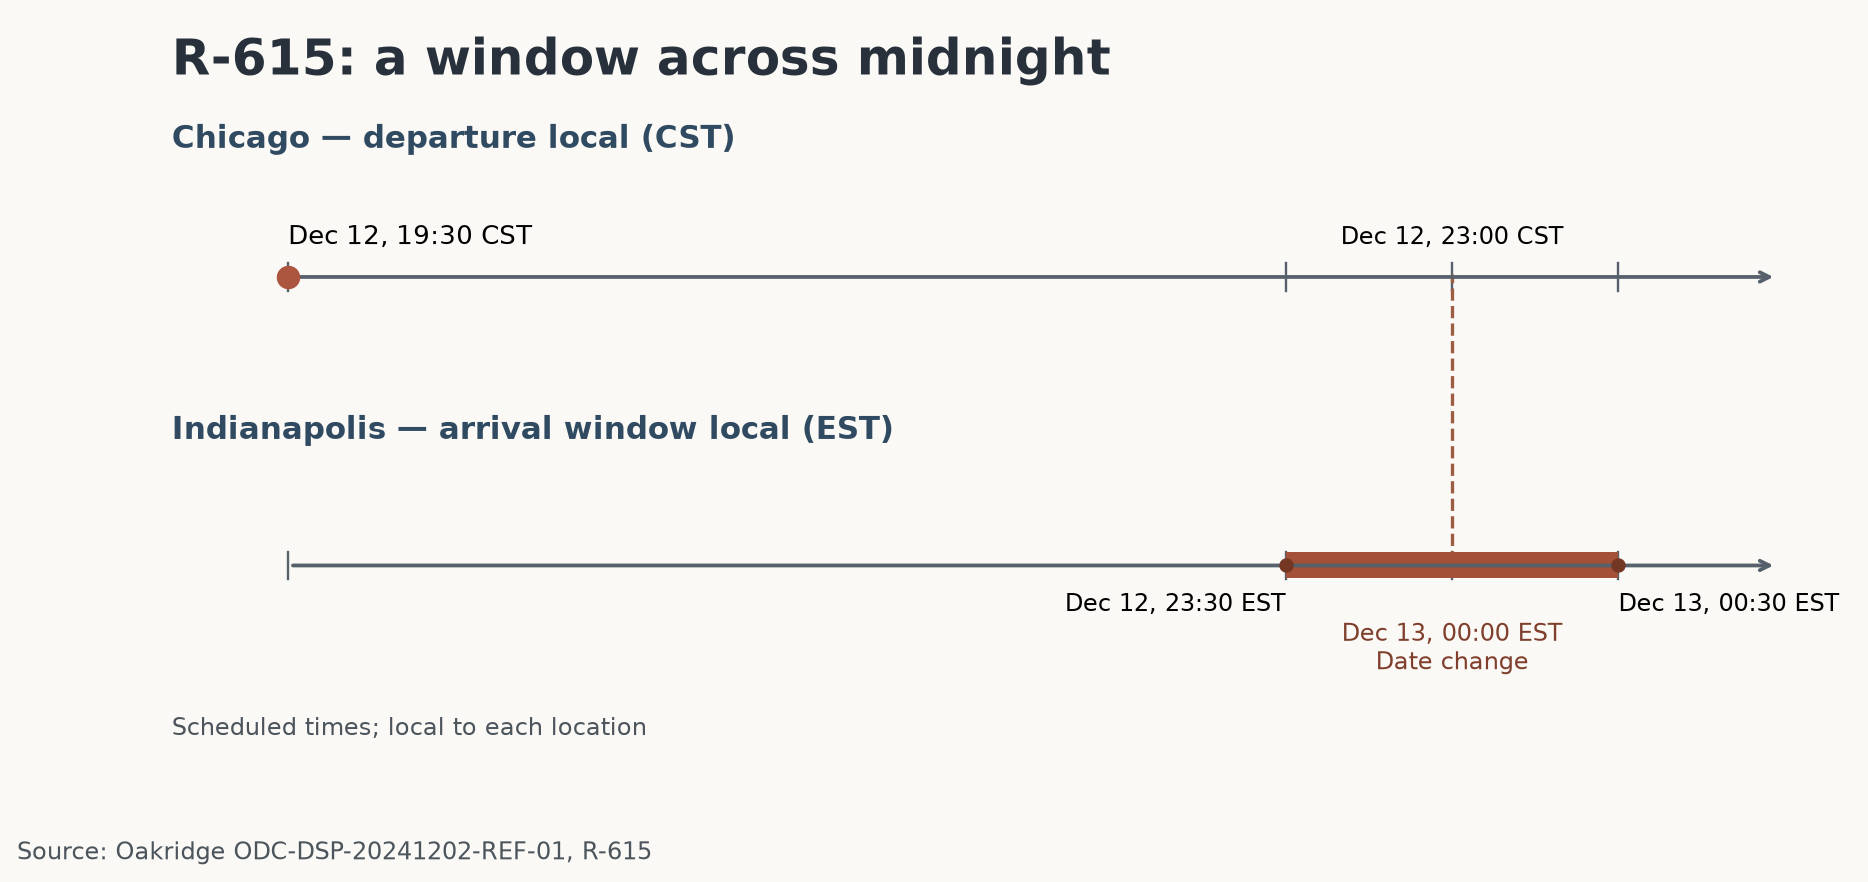 R-615: a window across midnight
Chicago — departure local (CST)
Dec 12, 19:30 CST
Dec 12, 23:00 CST
Indianapolis — arrival window local (EST)
Dec 12, 23:30 EST
Dec 13, 00:30 EST
Dec 13, 00:00 EST
Date change
Scheduled times; local to each location
Source: Oakridge ODC-DSP-20241202-REF-01, R-615